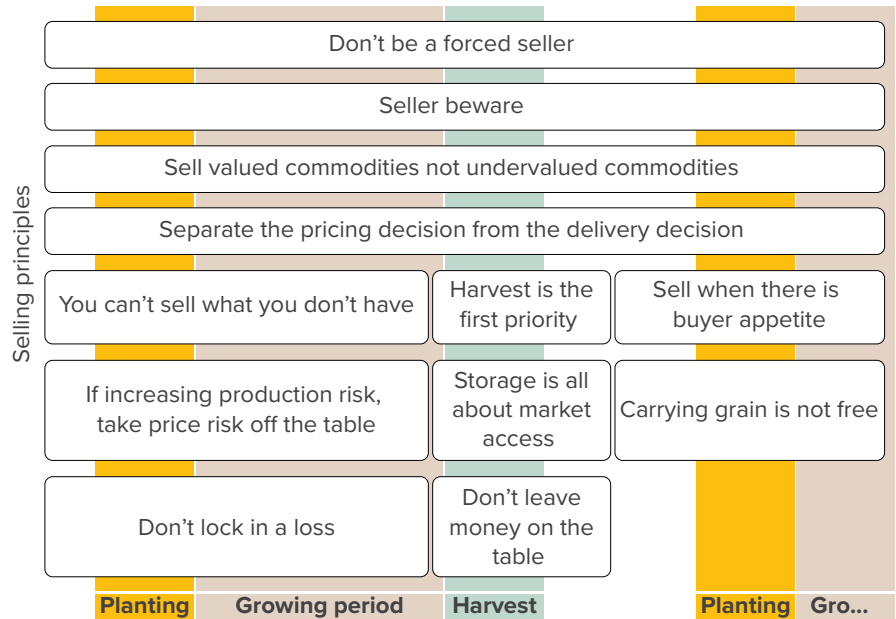 Selling principles
Don't be a forced seller
Seller beware
Sell valued commodities not undervalued commodities
Separate the pricing decision from the delivery decision
You can't sell what you don't have
Harvest is the
first priority
Sell when there is
buyer appetite
If increasing production risk,
take price risk off the table
Storage is all
about market
access
Carrying grain is not free
Don't lock in a loss
Don't leave
money on the
table
Planting
Growing period
Harvest
Planting
Gro...